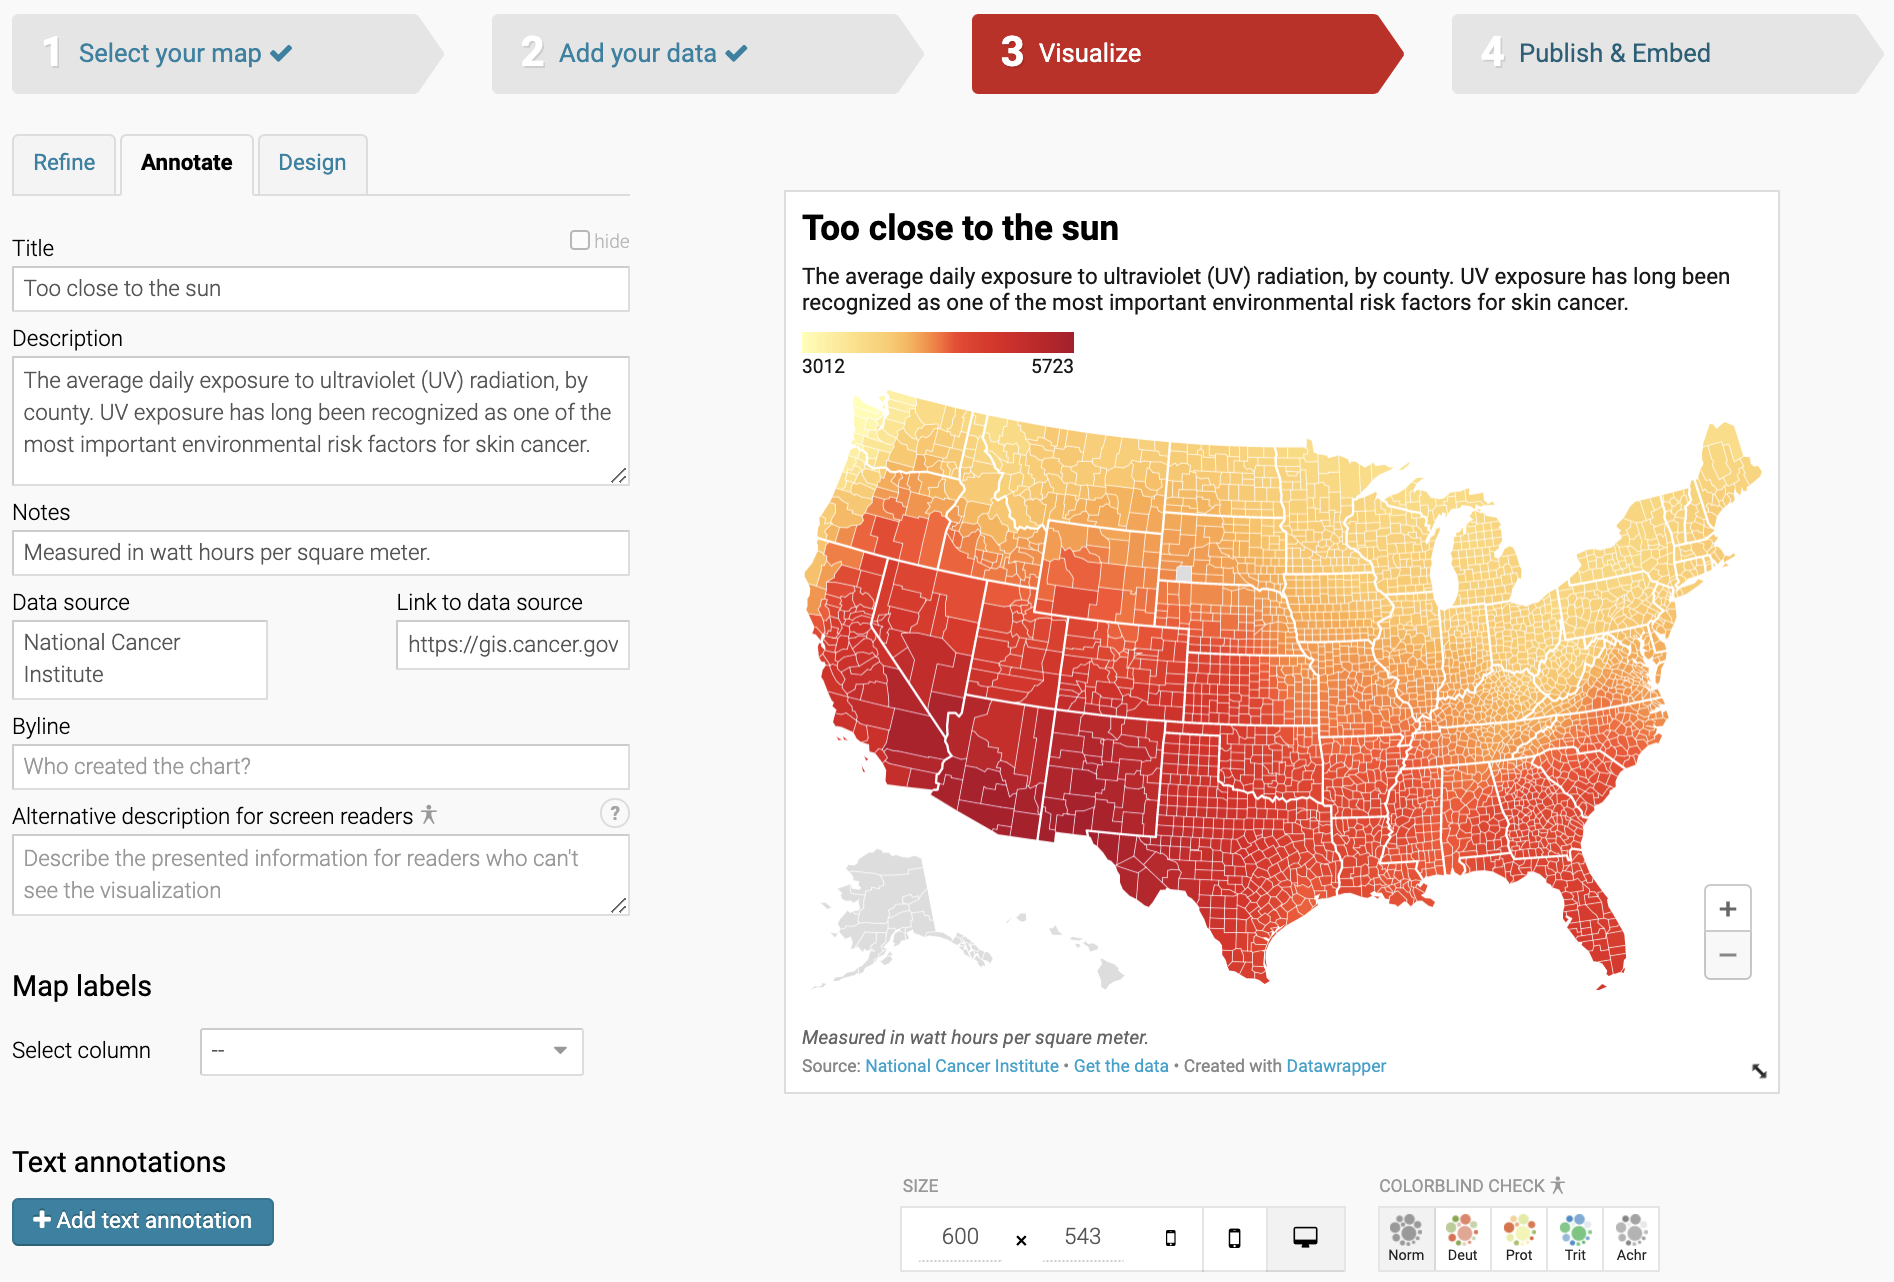 1 Select your map
2 Add your data
3 Visualize
4 Publish & Embed
Refine
Annotate
Design
Title
hide
Too close to the sun
Description
The average daily exposure to ultraviolet (UV) radiation, by
county. UV exposure has long been recognized as one of the
most important environmental risk factors for skin cancer.
Notes
Measured in watt hours per square meter.
Data source
Link to data source
National Cancer
Institute
https://gis.cancer.gov
Byline
Who created the chart?
Alternative description for screen readers
?
Describe the presented information for readers who can't
see the visualization
Map labels
Select column
--
Text annotations
+ Add text annotation
Too close to the sun
The average daily exposure to ultraviolet (UV) radiation, by county. UV exposure has long been
recognized as one of the most important environmental risk factors for skin cancer.
3012
5723
+
−
Measured in watt hours per square meter.
Source: National Cancer Institute • Get the data • Created with Datawrapper
SIZE
600 × 543
COLORBLIND CHECK
Norm
Deut
Prot
Trit
Achr